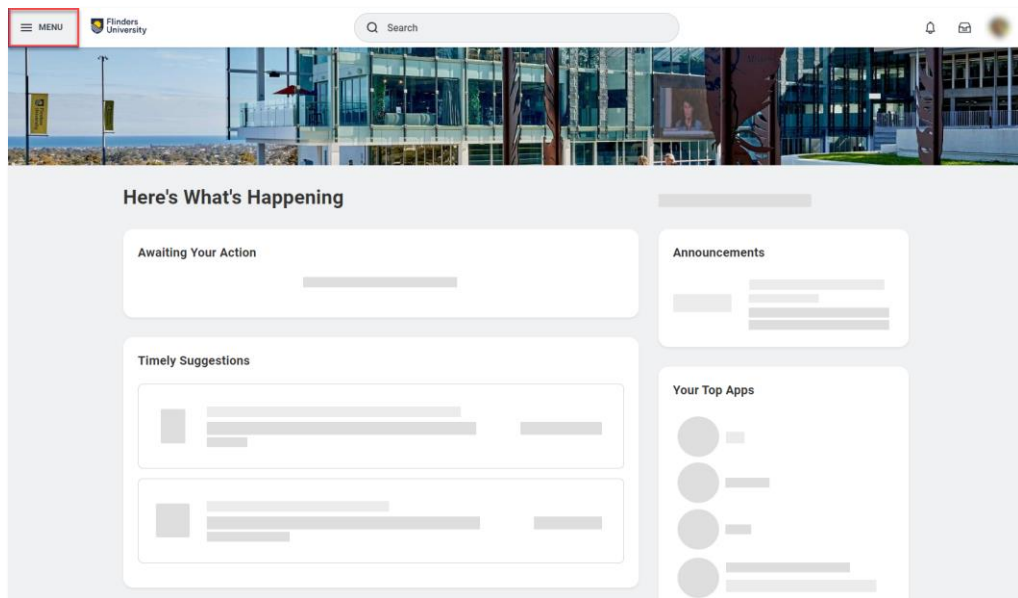 MENU
Flinders
University
Search
Here's What's Happening
Awaiting Your Action
Announcements
Timely Suggestions
Your Top Apps